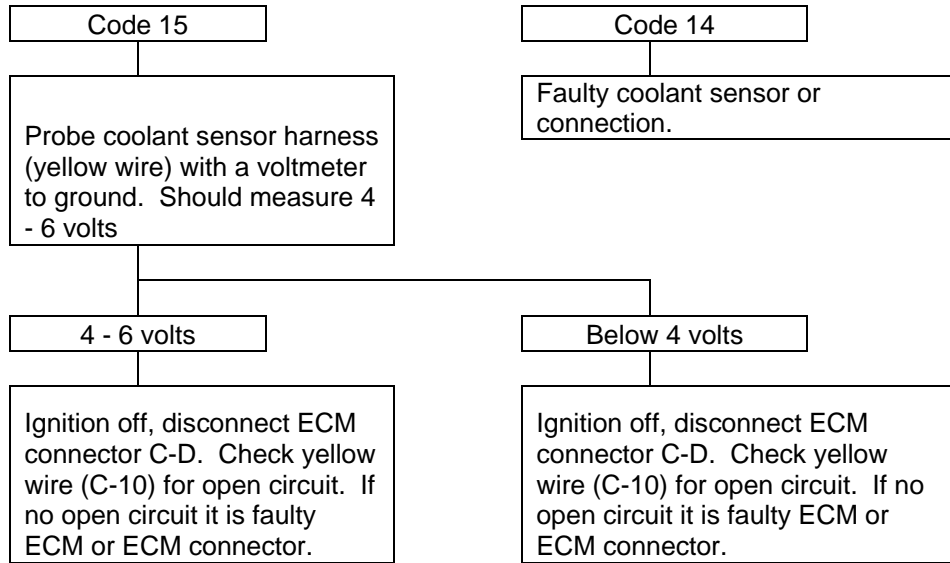 Code 15
Code 14
Probe coolant sensor harness
(yellow wire) with a voltmeter
to ground.  Should measure 4
- 6 volts
Faulty coolant sensor or
connection.
4 - 6 volts
Below 4 volts
Ignition off, disconnect ECM
connector C-D.  Check yellow
wire (C-10) for open circuit.  If
no open circuit it is faulty
ECM or ECM connector.
Ignition off, disconnect ECM
connector C-D.  Check yellow
wire (C-10) for open circuit.  If no
open circuit it is faulty ECM or
ECM connector.